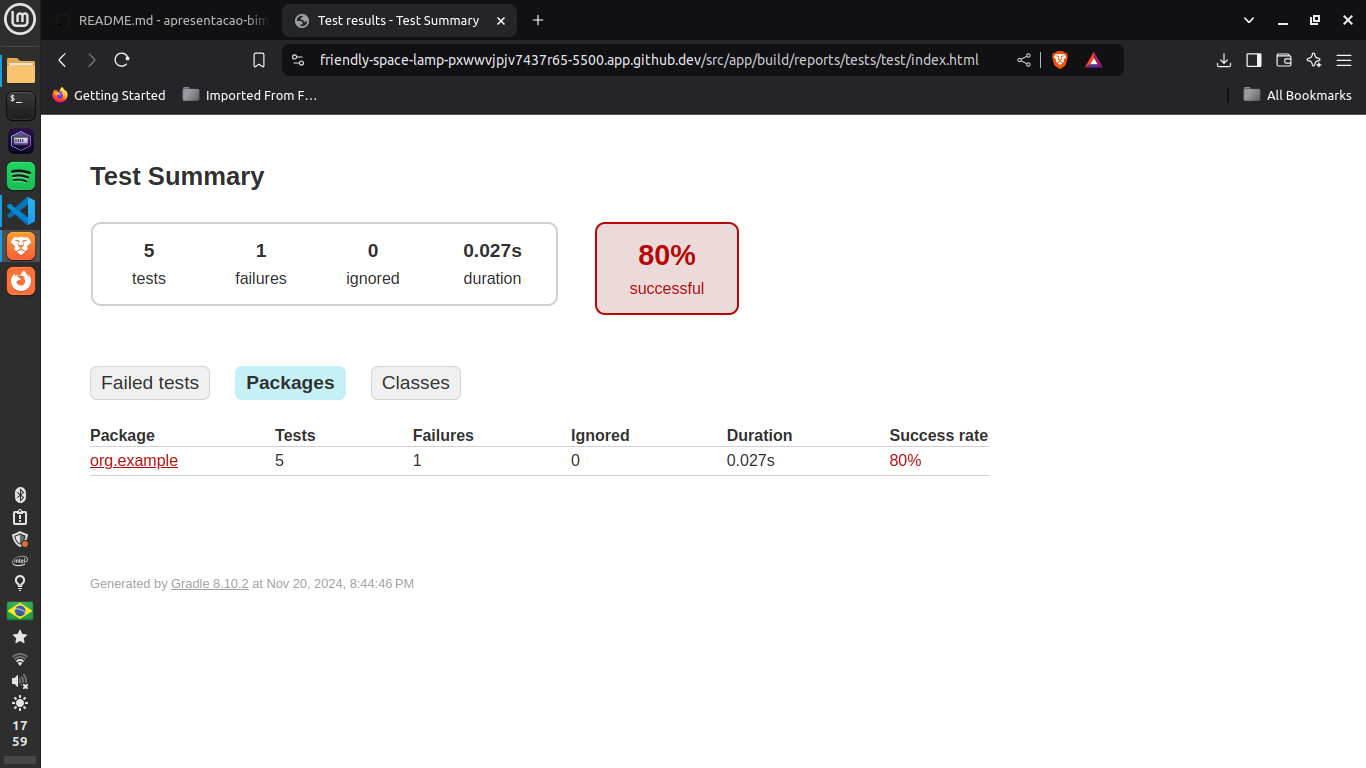 README.md - apresentacao-bim
Test results - Test Summary
friendly-space-lamp-pxwwvjpjv7437r65-5500.app.github.dev/src/app/build/reports/tests/test/index.html
Getting Started
Imported From F…
All Bookmarks
Test Summary
5 1 0 0.027s
tests failures ignored duration
80%
successful
Failed tests Packages Classes
Package Tests Failures Ignored Duration Success rate
org.example 5 1 0 0.027s 80%
Generated by Gradle 8.10.2 at Nov 20, 2024, 8:44:46 PM
intel
17
59